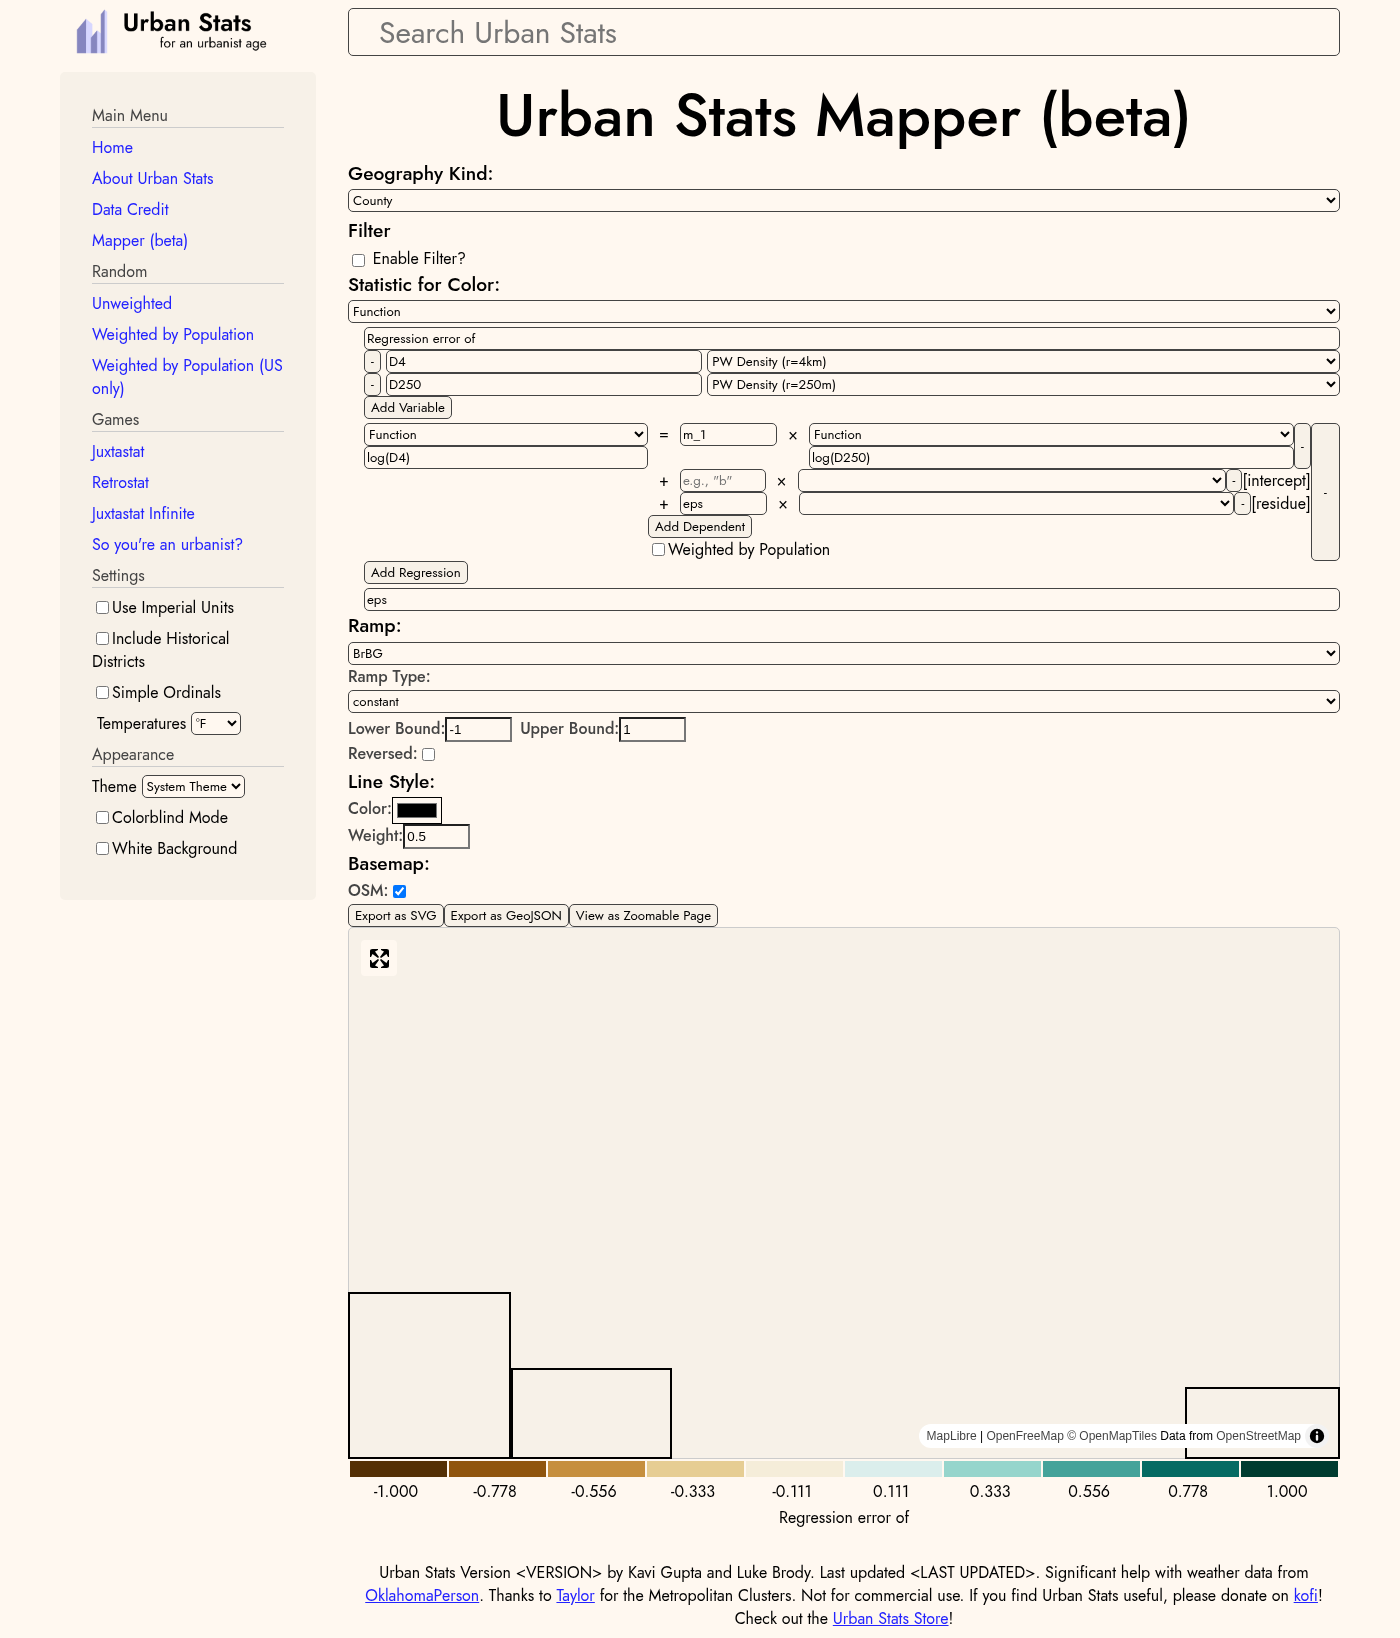 Urban Stats
for an urbanist age
Search Urban Stats
Main Menu
Home
About Urban Stats
Data Credit
Mapper (beta)
Random
Unweighted
Weighted by Population
Weighted by Population (US
only)
Games
Juxtastat
Retrostat
Juxtastat Infinite
So you're an urbanist?
Settings
Use Imperial Units
Include Historical
Districts
Simple Ordinals
Temperatures °F
Appearance
Theme System Theme
Colorblind Mode
White Background
Urban Stats Mapper (beta)
Geography Kind:
County
Filter
Enable Filter?
Statistic for Color:
Function
Regression error of
- D4 PW Density (r=4km)
- D250 PW Density (r=250m)
Add Variable
Function = m_1 × Function - -
log(D4) log(D250)
+ e.g., "b" × - [intercept]
+ eps × - [residue]
Add Dependent
Weighted by Population
Add Regression
eps
Ramp:
BrBG
Ramp Type:
constant
Lower Bound: -1 Upper Bound: 1
Reversed:
Line Style:
Color:
Weight: 0.5
Basemap:
OSM:
Export as SVG Export as GeoJSON View as Zoomable Page
MapLibre | OpenFreeMap © OpenMapTiles Data from OpenStreetMap
-1.000 -0.778 -0.556 -0.333 -0.111 0.111 0.333 0.556 0.778 1.000
Regression error of
Urban Stats Version <VERSION> by Kavi Gupta and Luke Brody. Last updated <LAST UPDATED>. Significant help with weather data from
OklahomaPerson. Thanks to Taylor for the Metropolitan Clusters. Not for commercial use. If you find Urban Stats useful, please donate on kofi!
Check out the Urban Stats Store!